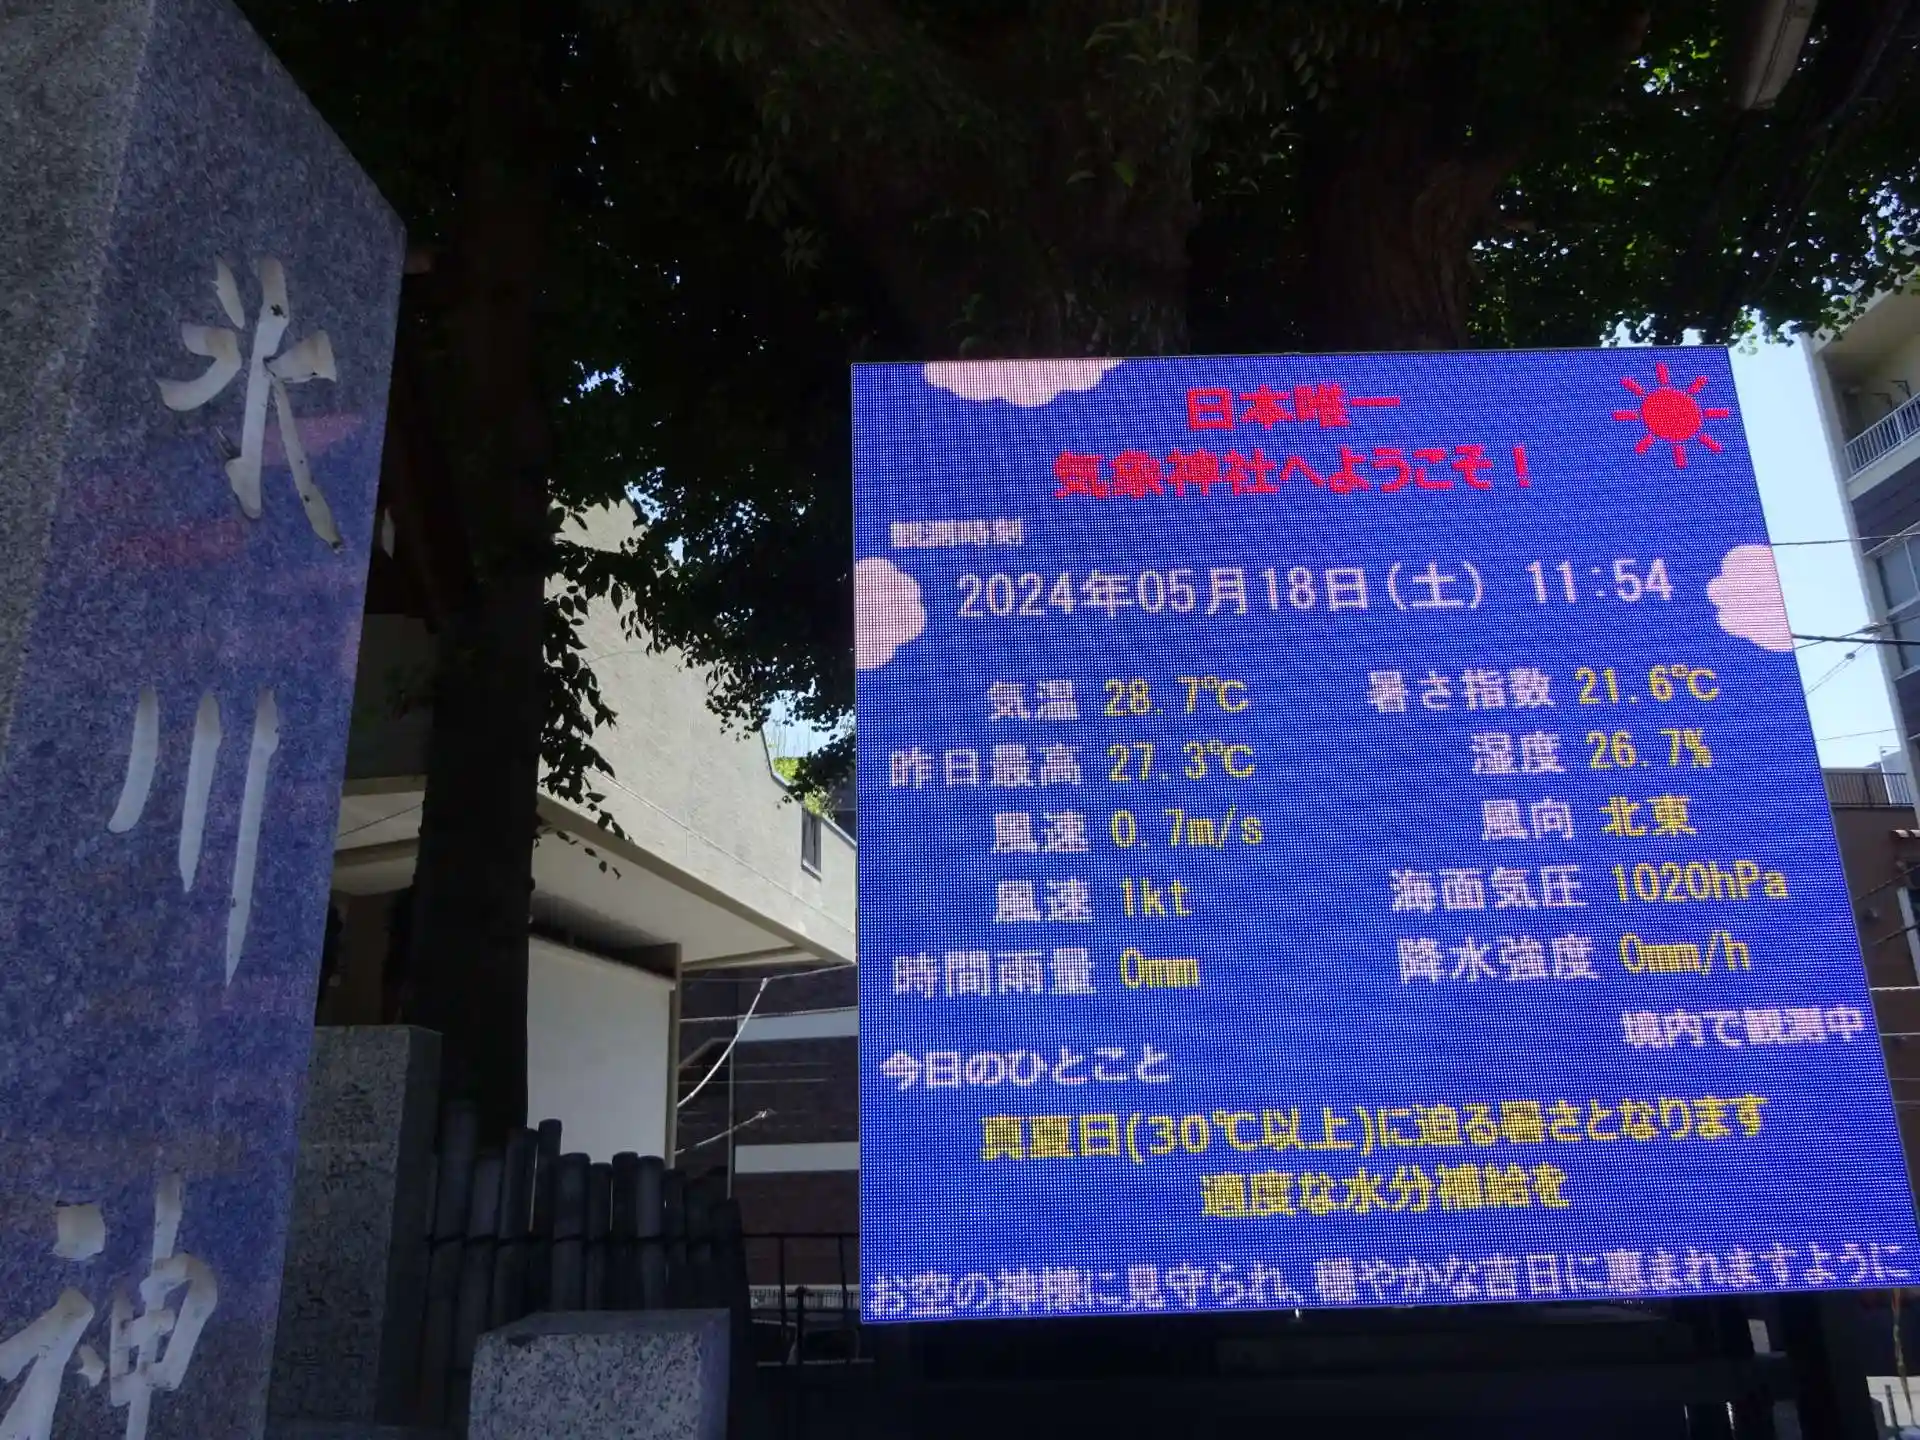 氷川神
日本唯一
気象神社へようこそ！
観測時刻
2024年05月18日(土) 11:54
気温 28.7℃ 暑さ指数 21.6℃
昨日最高 27.3℃ 湿度 26.7%
風速 0.7m/s 風向 北東
風速 1kt 海面気圧 1020hPa
時間雨量 0mm 降水強度 0mm/h
境内で観測中
今日のひとこと
真夏日(30℃以上)に迫る暑さとなります
適度な水分補給を
お空の神様に見守られ、穏やかな吉日に恵まれますように